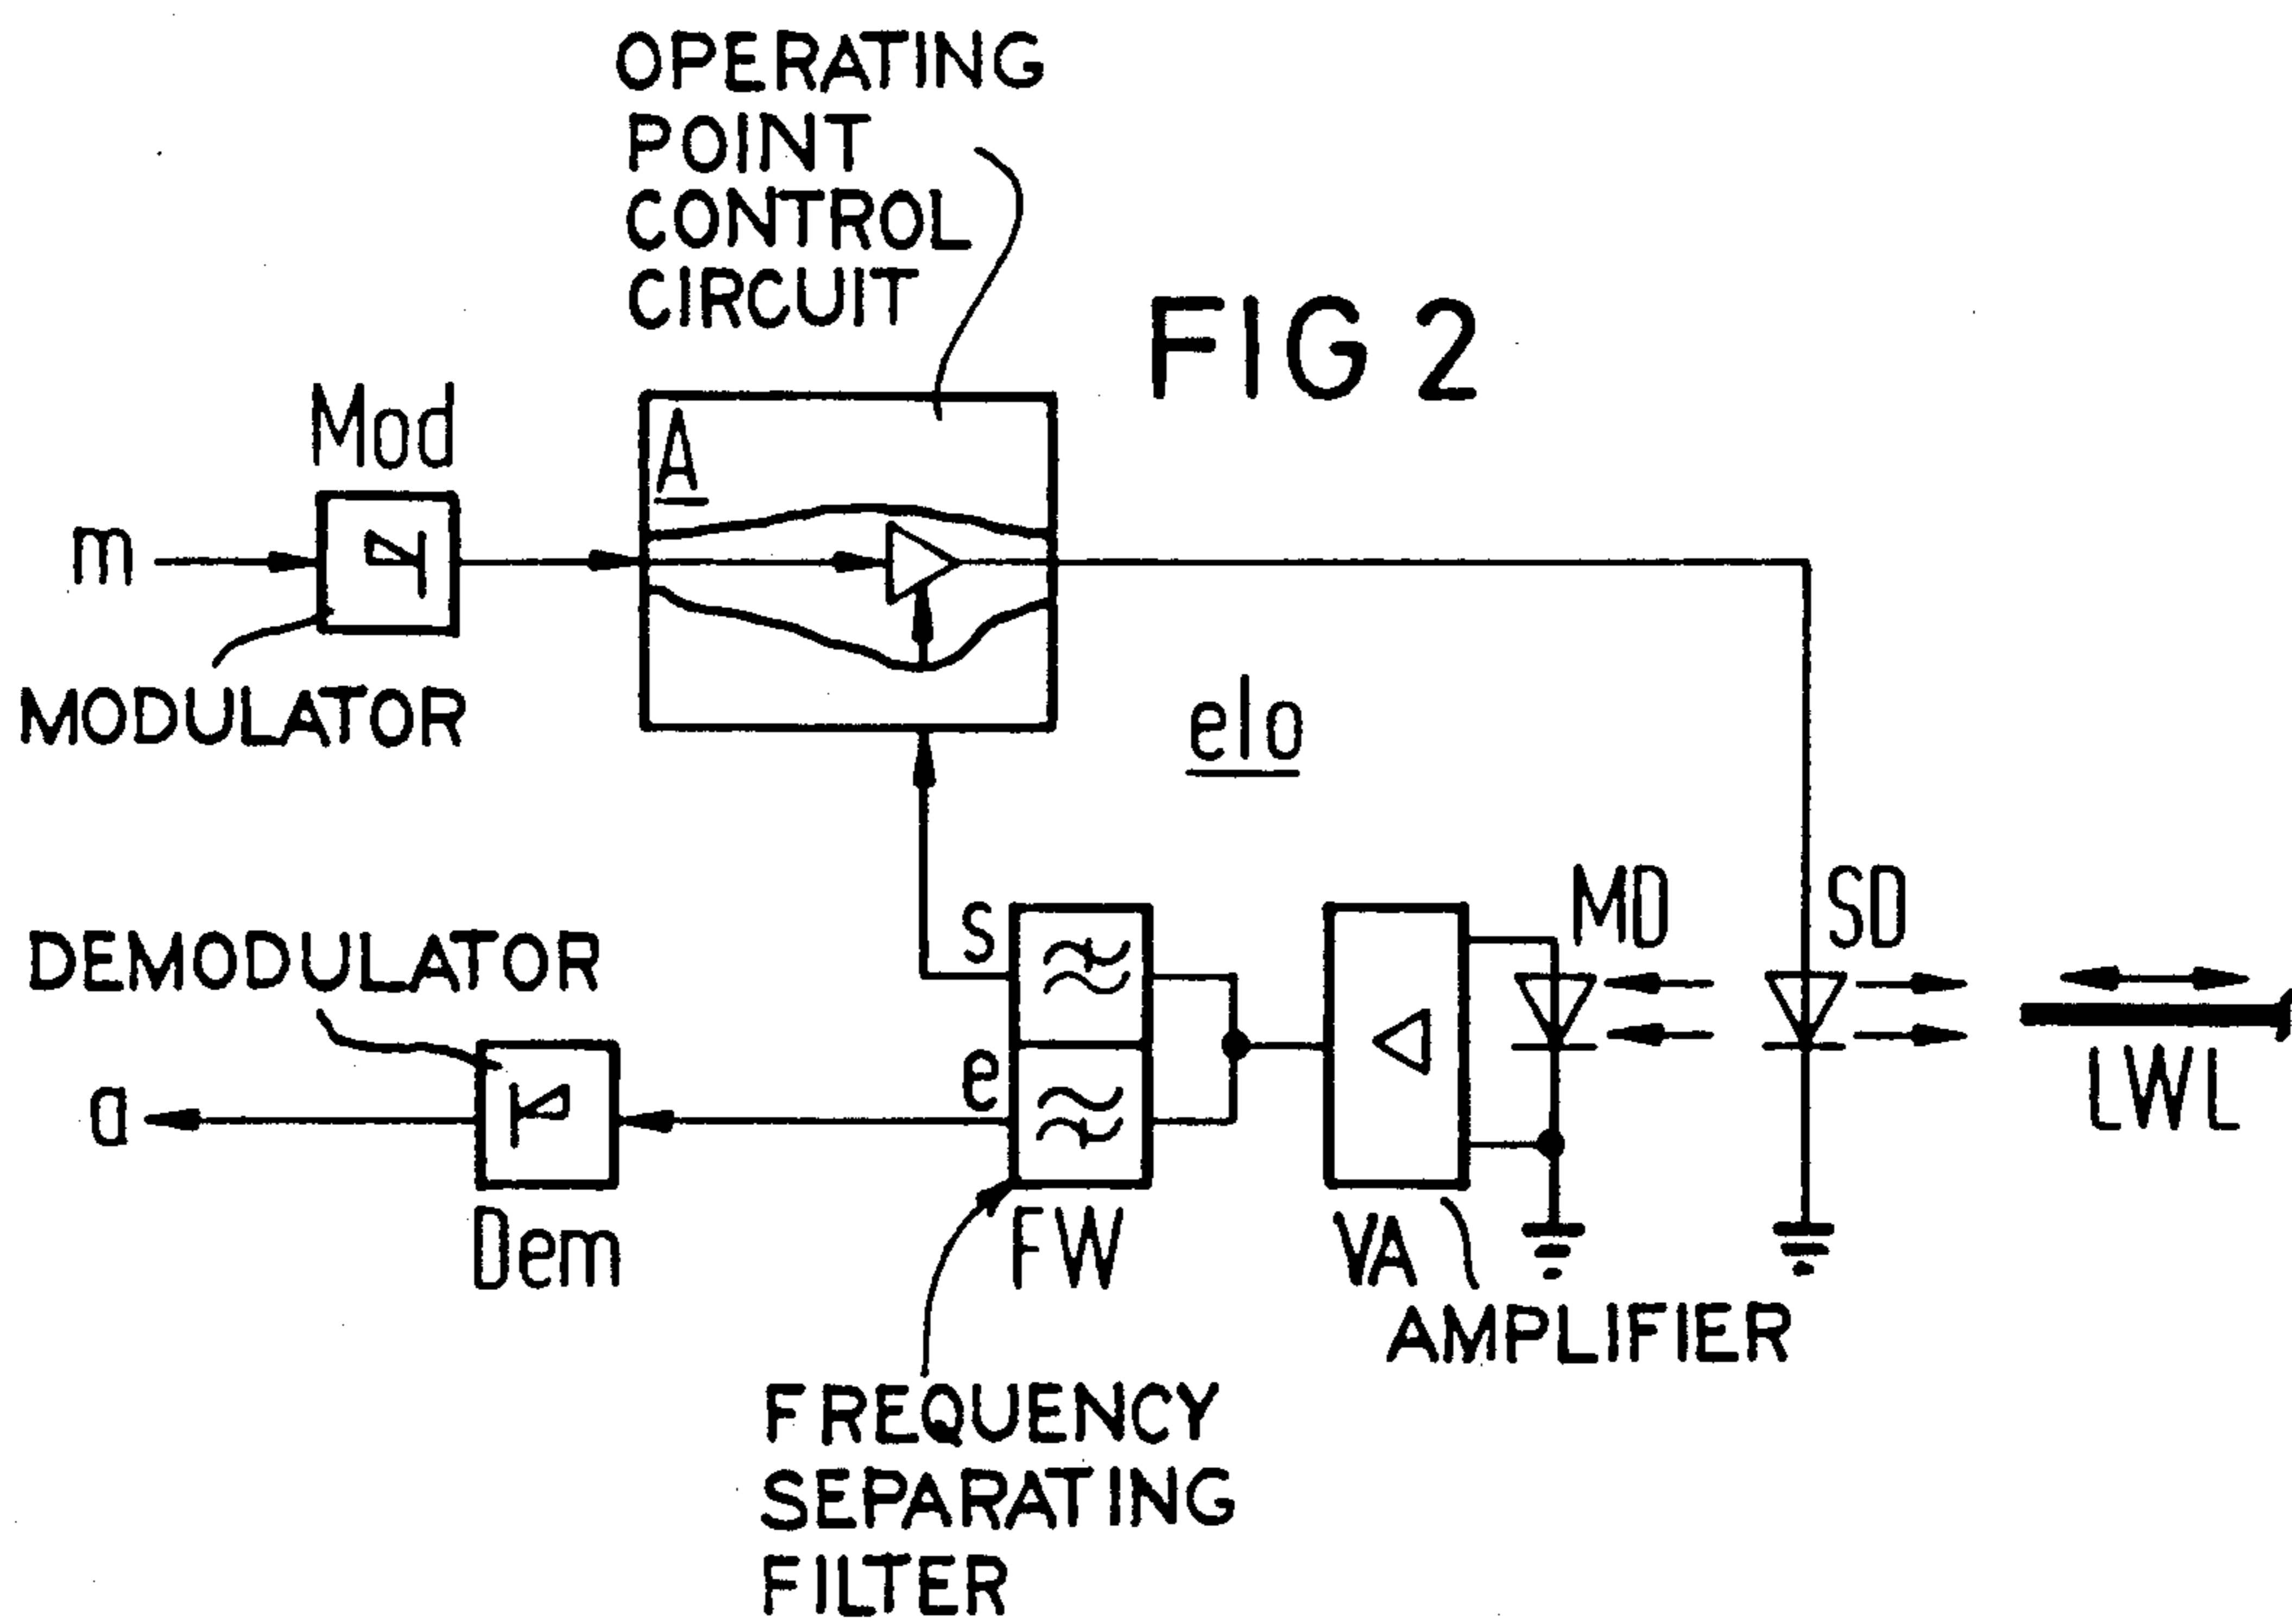 OPERATING
POINT
CONTROL
CIRCUIT
FIG 2
Mod
A
m
MODULATOR
elo
MD
SD
s
DEMODULATOR
e
LWL
a
Dem
FW
VA
AMPLIFIER
FREQUENCY
SEPARATING
FILTER